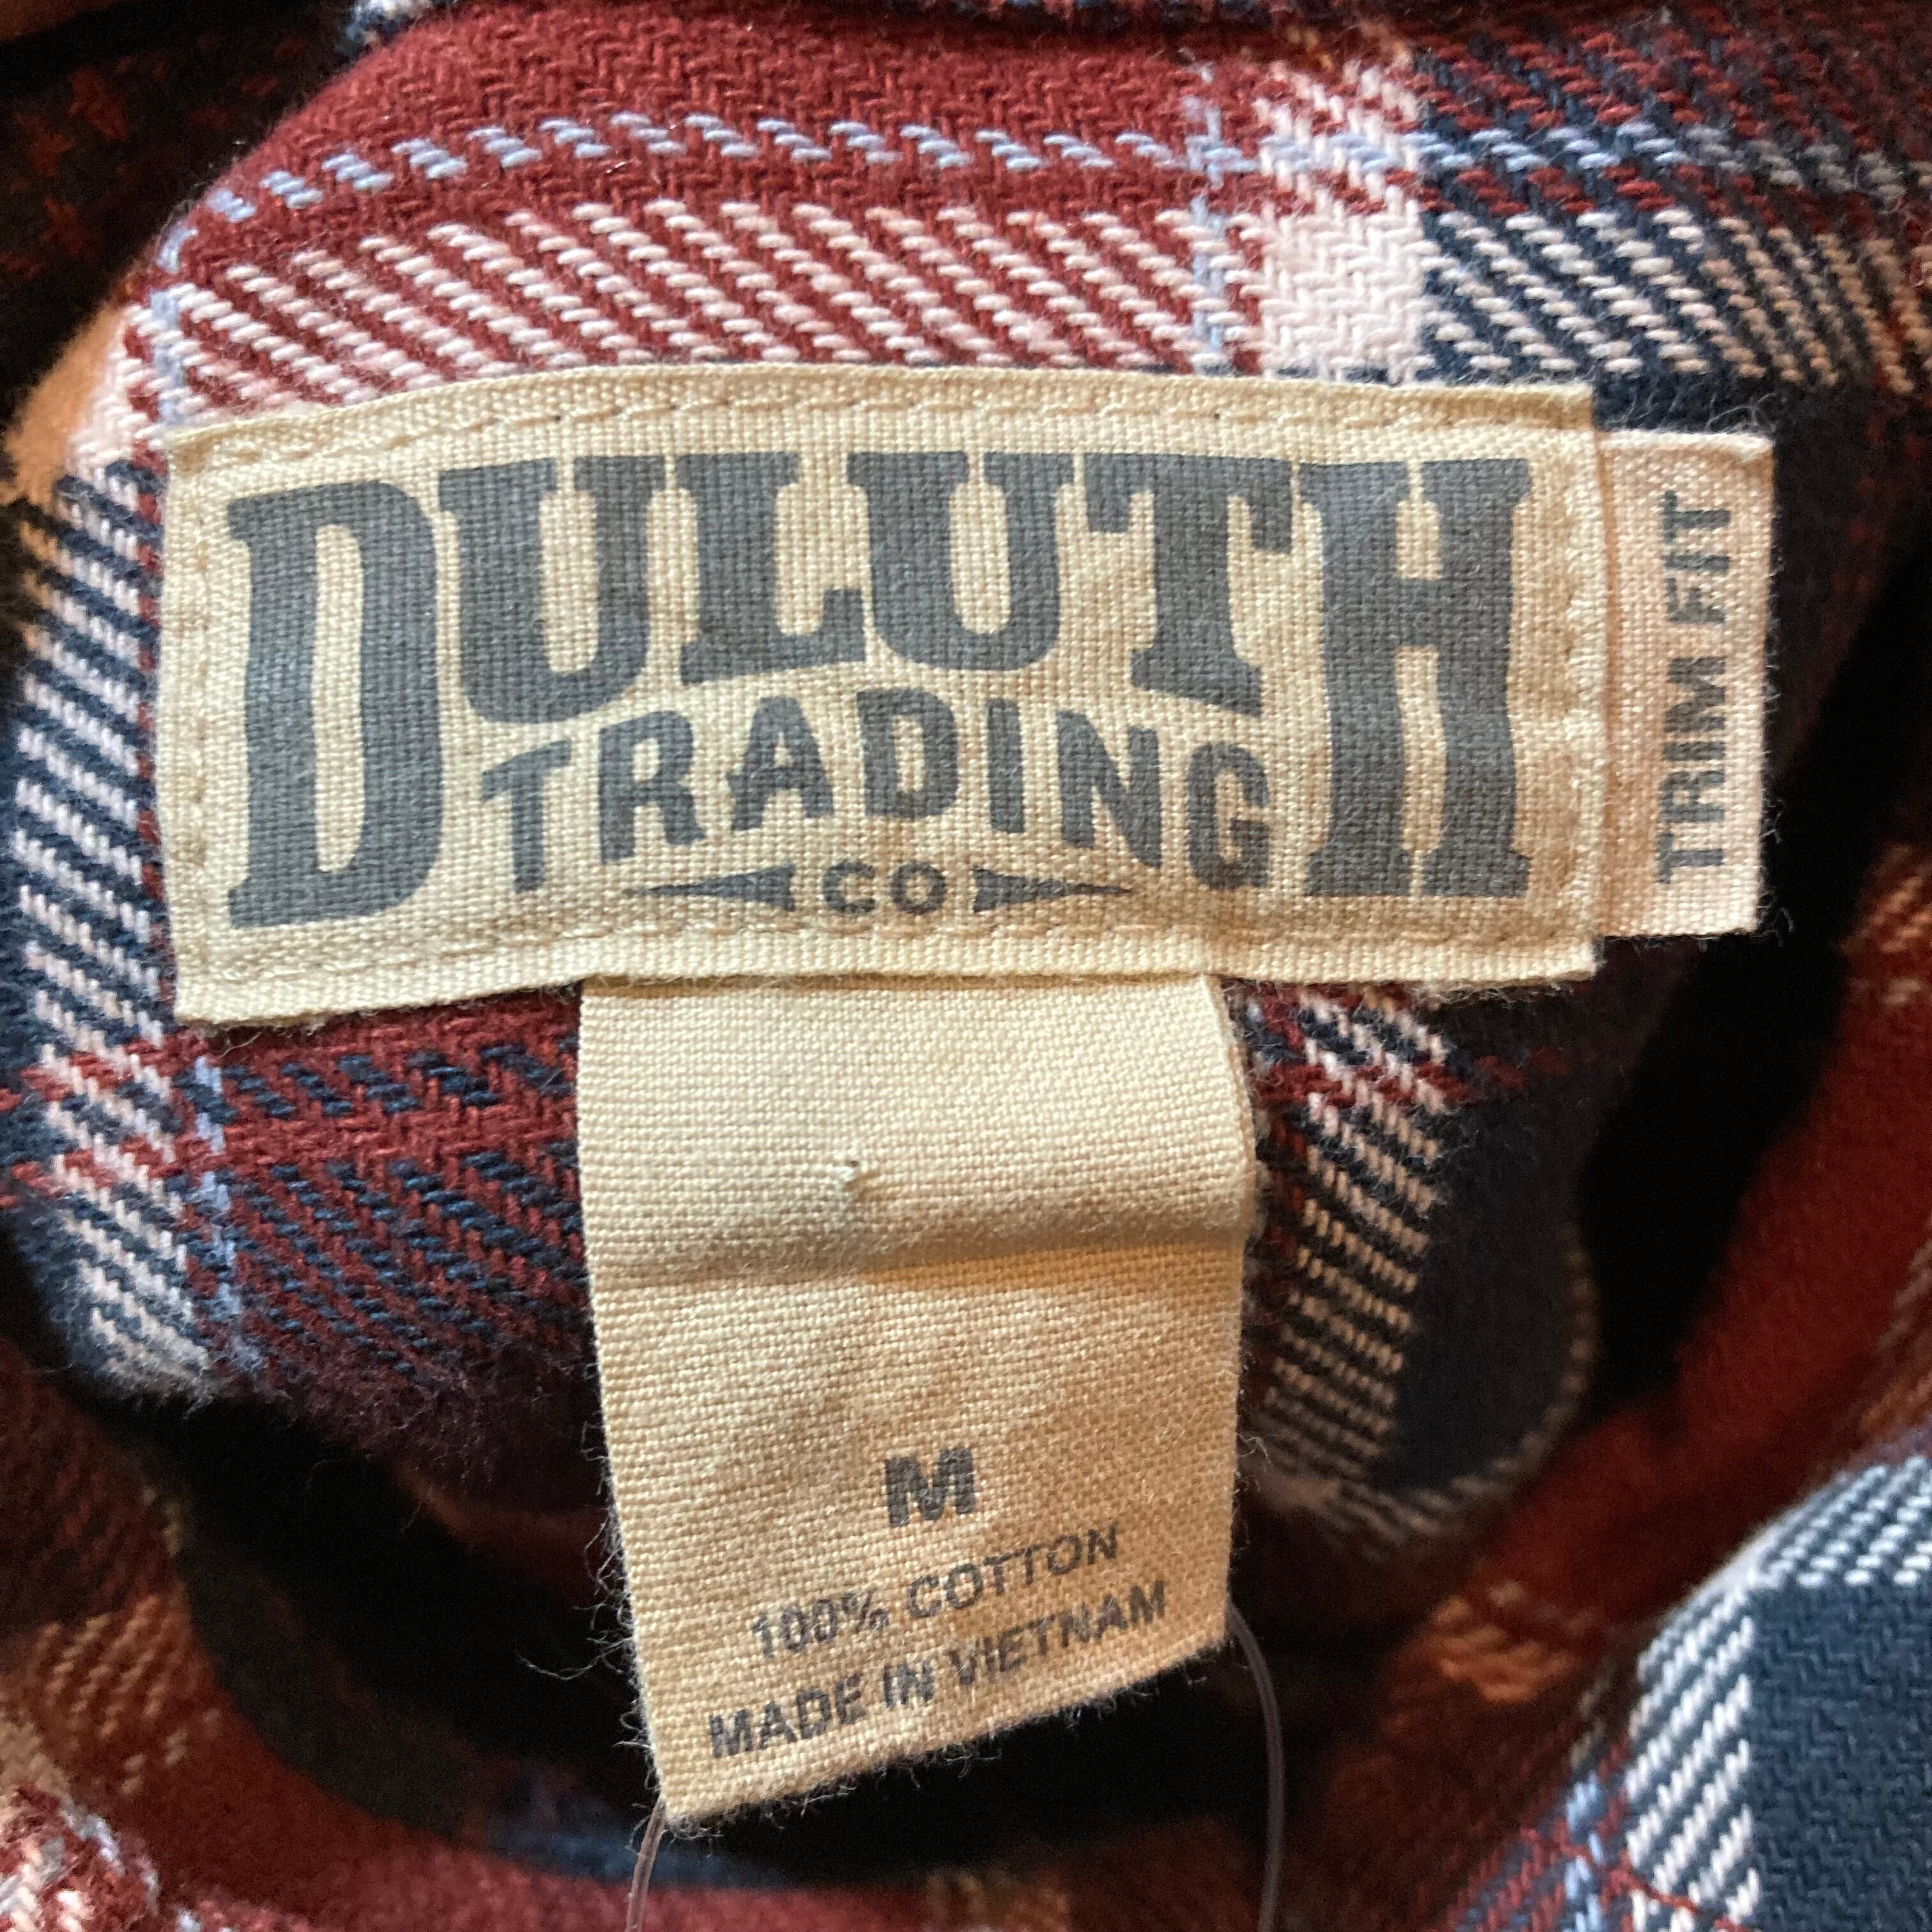 DULUTH
TRADING
CO
TRIM FIT
M
100% COTTON
MADE IN VIETNAM